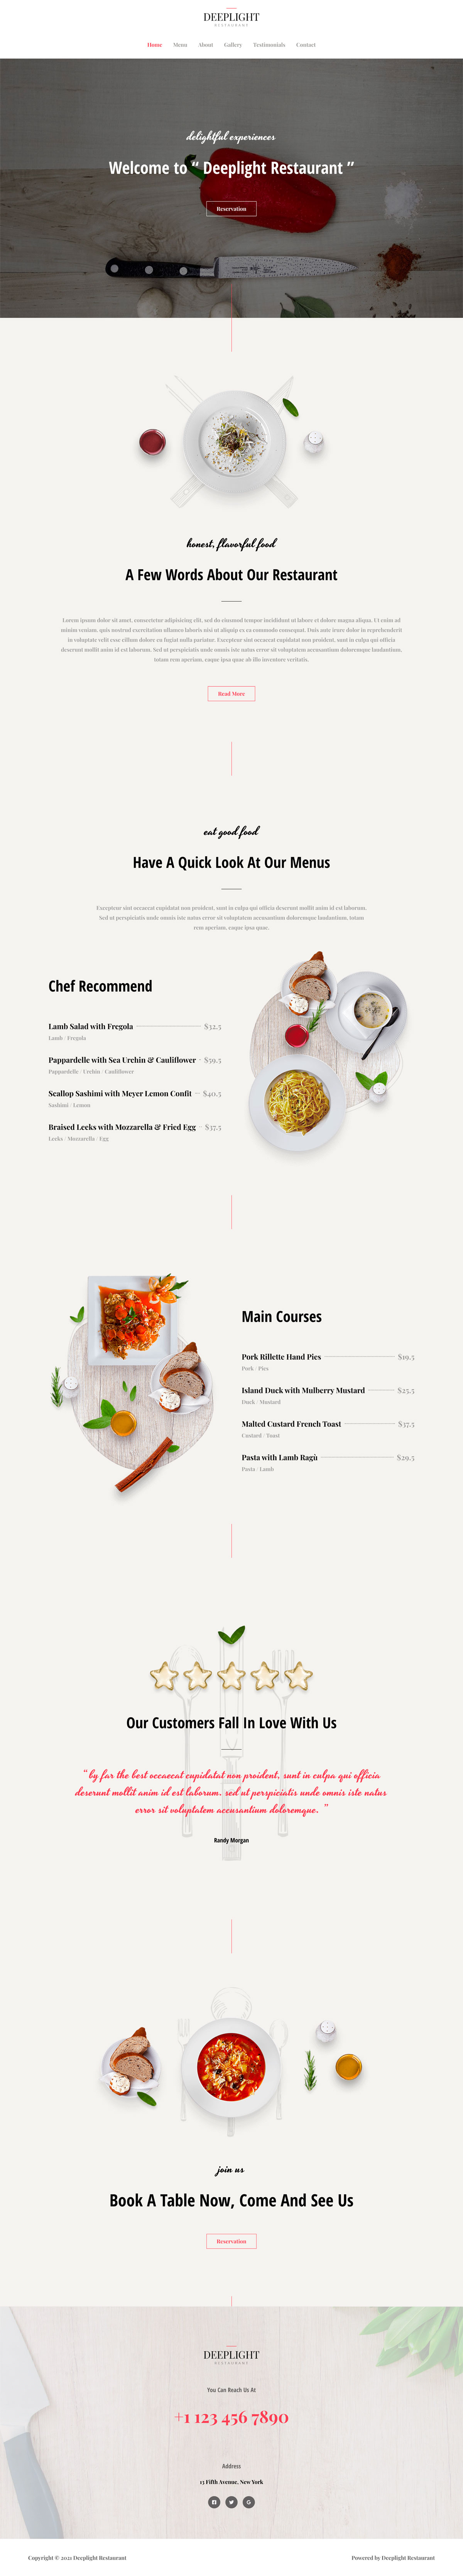 DEEPLIGHT
RESTAURANT
Home Menu About Gallery Testimonials Contact
delightful experiences
Welcome to “ Deeplight Restaurant ”
Reservation
honest, flavorful food
A Few Words About Our Restaurant
Lorem ipsum dolor sit amet, consectetur adipisicing elit, sed do eiusmod tempor incididunt ut labore et dolore magna aliqua. Ut enim ad
minim veniam, quis nostrud exercitation ullamco laboris nisi ut aliquip ex ea commodo consequat. Duis aute irure dolor in reprehenderit
in voluptate velit esse cillum dolore eu fugiat nulla pariatur. Excepteur sint occaecat cupidatat non proident, sunt in culpa qui officia
deserunt mollit anim id est laborum. Sed ut perspiciatis unde omnis iste natus error sit voluptatem accusantium doloremque laudantium,
totam rem aperiam, eaque ipsa quae ab illo inventore veritatis.
Read More
eat good food
Have A Quick Look At Our Menus
Excepteur sint occaecat cupidatat non proident, sunt in culpa qui officia deserunt mollit anim id est laborum.
Sed ut perspiciatis unde omnis iste natus error sit voluptatem accusantium doloremque laudantium, totam
rem aperiam, eaque ipsa quae.
Chef Recommend
Lamb Salad with Fregola $32.5
Lamb / Fregola
Pappardelle with Sea Urchin & Cauliflower $59.5
Pappardelle / Urchin / Cauliflower
Scallop Sashimi with Meyer Lemon Confit $40.5
Sashimi / Lemon
Braised Leeks with Mozzarella & Fried Egg $37.5
Leeks / Mozzarella / Egg
Main Courses
Pork Rillette Hand Pies $19.5
Pork / Pies
Island Duck with Mulberry Mustard $25.5
Duck / Mustard
Malted Custard French Toast $37.5
Custard / Toast
Pasta with Lamb Ragù $29.5
Pasta / Lamb
Our Customers Fall In Love With Us
“ by far the best occaecat cupidatat non proident, sunt in culpa qui officia
deserunt mollit anim id est laborum. sed ut perspiciatis unde omnis iste natus
error sit voluptatem accusantium doloremque. ”
Randy Morgan
join us
Book A Table Now, Come And See Us
Reservation
DEEPLIGHT
RESTAURANT
You Can Reach Us At
+1 123 456 7890
Address
13 Fifth Avenue, New York
Copyright © 2021 Deeplight Restaurant
Powered by Deeplight Restaurant